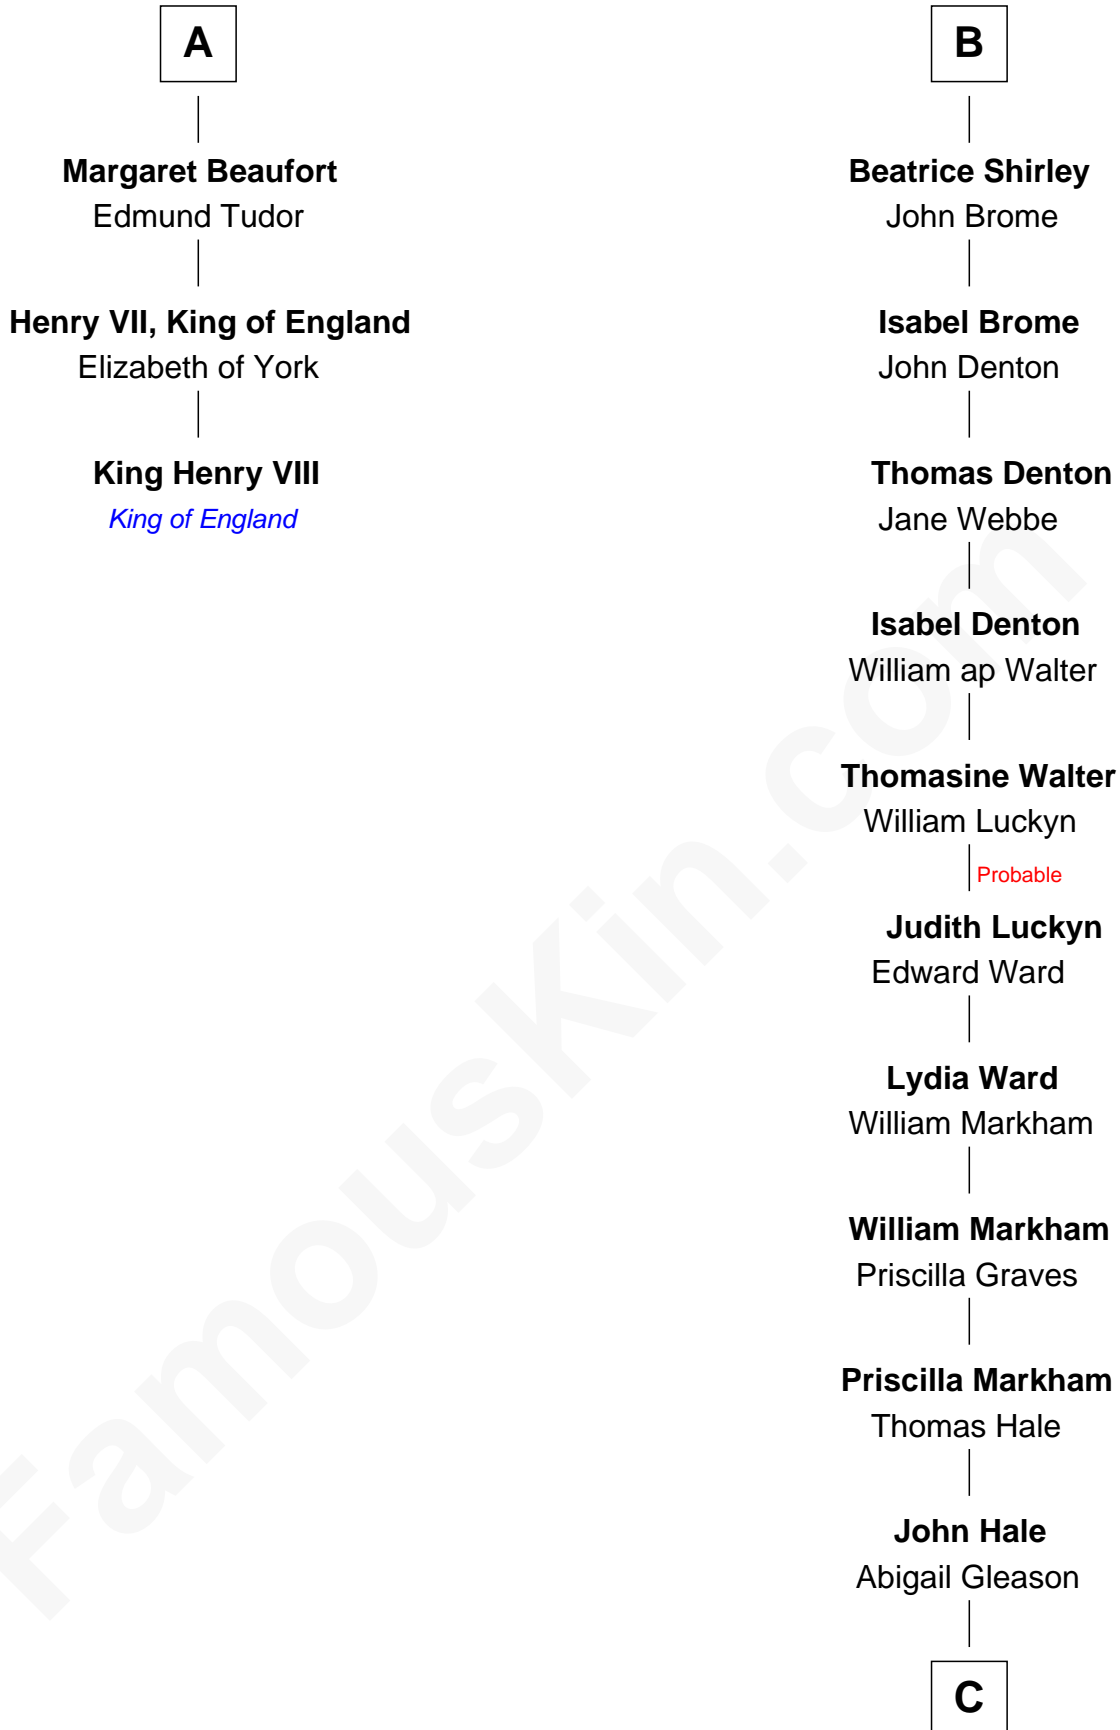 A
Margaret Beaufort
Edmund Tudor
Henry VII, King of England
Elizabeth of York
King Henry VIII
King of England
B
Beatrice Shirley
John Brome
Isabel Brome
John Denton
Thomas Denton
Jane Webbe
Isabel Denton
William ap Walter
Thomasine Walter
William Luckyn
Probable
Judith Luckyn
Edward Ward
Lydia Ward
William Markham
William Markham
Priscilla Graves
Priscilla Markham
Thomas Hale
John Hale
Abigail Gleason
C
FamousKin.com